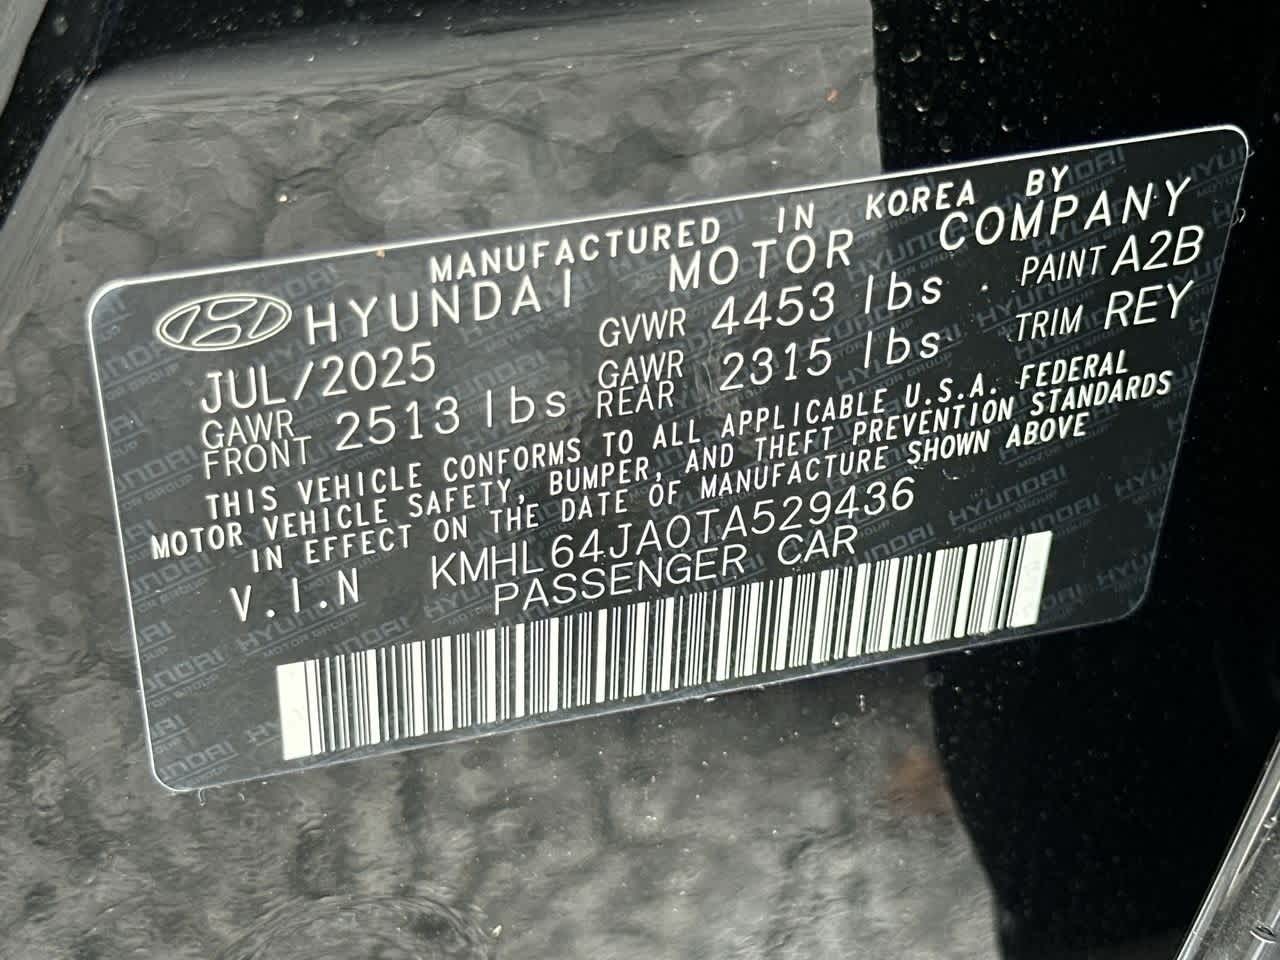 MANUFACTURED IN KOREA BY
HYUNDAI MOTOR COMPANY
JUL/2025 GVWR 4453 lbs PAINT A2B
GAWR FRONT 2513 lbs GAWR REAR 2315 lbs TRIM REY
THIS VEHICLE CONFORMS TO ALL APPLICABLE U.S.A. FEDERAL
MOTOR VEHICLE SAFETY, BUMPER, AND THEFT PREVENTION STANDARDS
IN EFFECT ON THE DATE OF MANUFACTURE SHOWN ABOVE
V.I.N KMHL64JA0TA529436
PASSENGER CAR